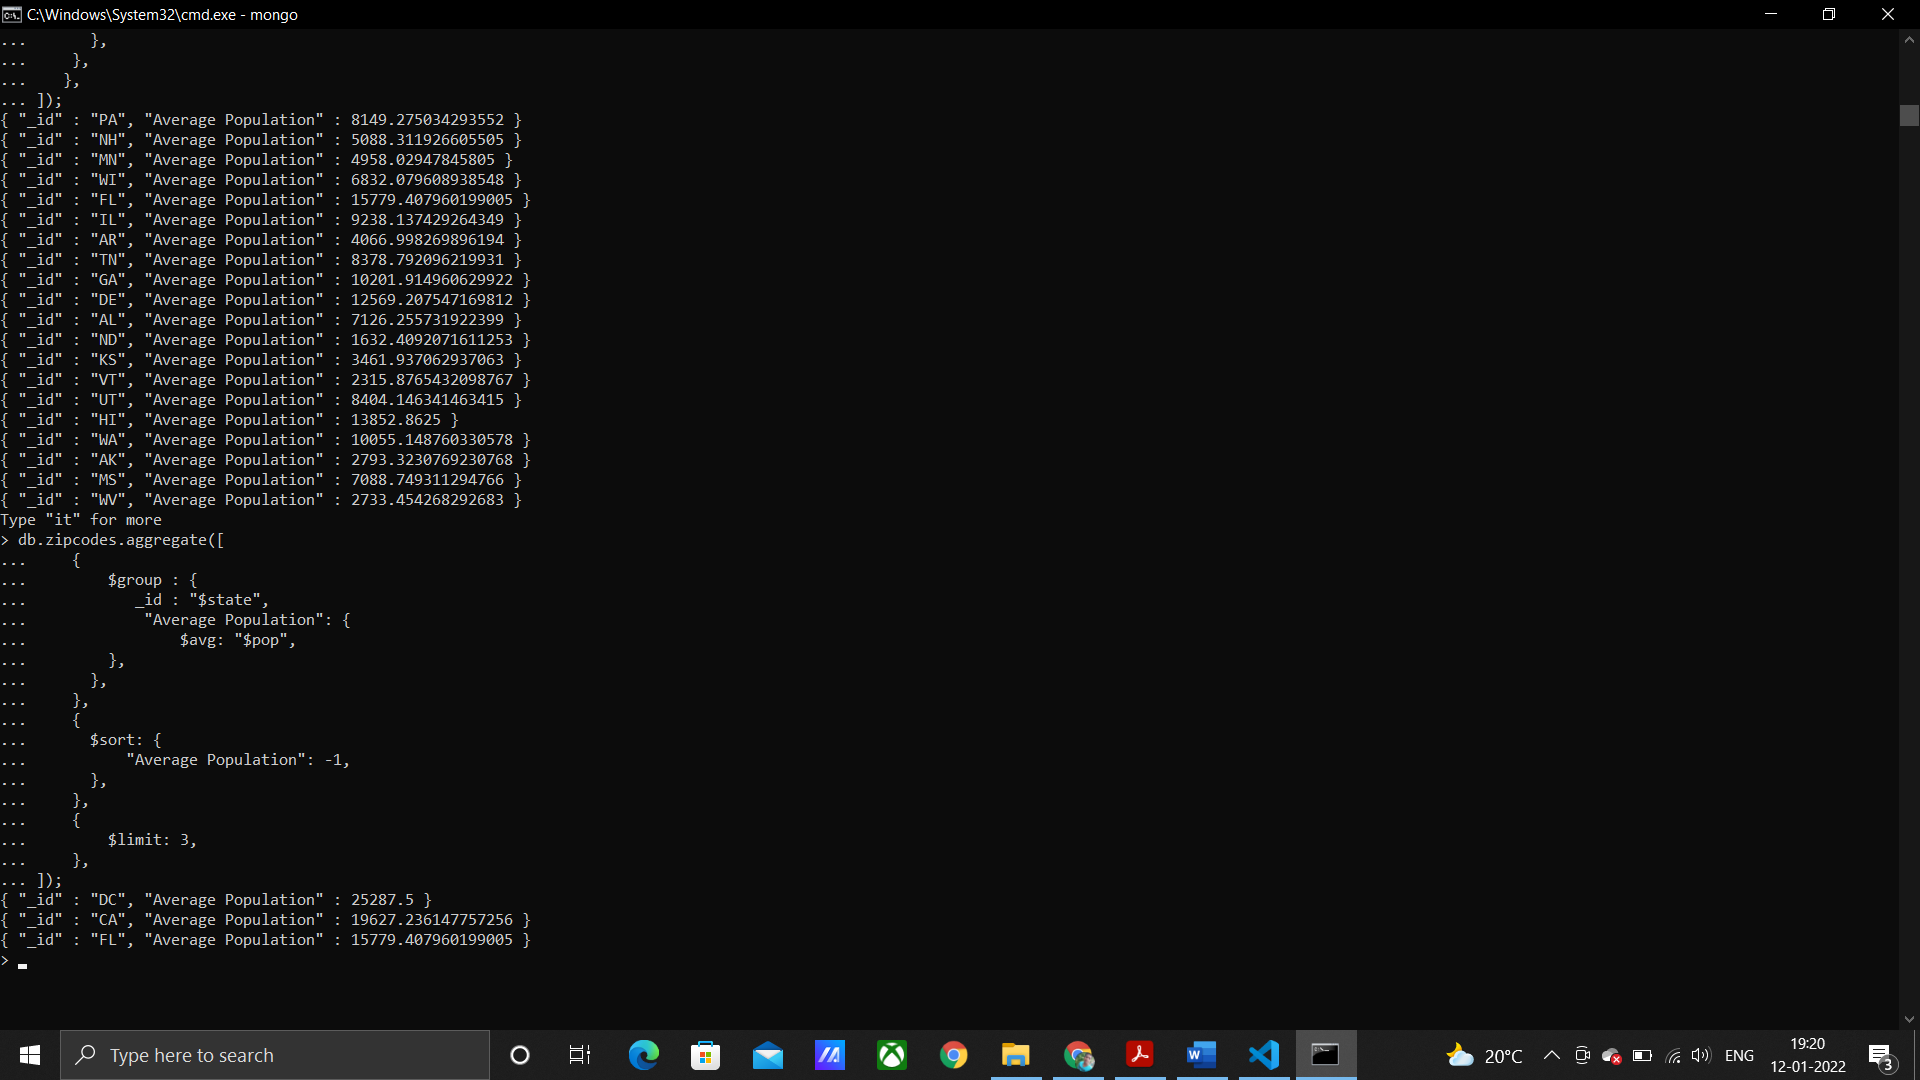 C:\Windows\System32\cmd.exe - mongo
...        },
...      },
...     },
... ]);
{ "_id" : "PA", "Average Population" : 8149.275034293552 }
{ "_id" : "NH", "Average Population" : 5088.311926605505 }
{ "_id" : "MN", "Average Population" : 4958.02947845805 }
{ "_id" : "WI", "Average Population" : 6832.079608938548 }
{ "_id" : "FL", "Average Population" : 15779.407960199005 }
{ "_id" : "IL", "Average Population" : 9238.137429264349 }
{ "_id" : "AR", "Average Population" : 4066.998269896194 }
{ "_id" : "TN", "Average Population" : 8378.792096219931 }
{ "_id" : "GA", "Average Population" : 10201.914960629922 }
{ "_id" : "DE", "Average Population" : 12569.207547169812 }
{ "_id" : "AL", "Average Population" : 7126.255731922399 }
{ "_id" : "ND", "Average Population" : 1632.4092071611253 }
{ "_id" : "KS", "Average Population" : 3461.937062937063 }
{ "_id" : "VT", "Average Population" : 2315.8765432098767 }
{ "_id" : "UT", "Average Population" : 8404.146341463415 }
{ "_id" : "HI", "Average Population" : 13852.8625 }
{ "_id" : "WA", "Average Population" : 10055.148760330578 }
{ "_id" : "AK", "Average Population" : 2793.3230769230768 }
{ "_id" : "MS", "Average Population" : 7088.749311294766 }
{ "_id" : "WV", "Average Population" : 2733.454268292683 }
Type "it" for more
> db.zipcodes.aggregate([
...     {
...         $group : {
...            _id : "$state",
...             "Average Population": {
...                 $avg: "$pop",
...         },
...       },
...     },
...     {
...       $sort: {
...           "Average Population": -1,
...       },
...     },
...     {
...         $limit: 3,
...     },
... ]);
{ "_id" : "DC", "Average Population" : 25287.5 }
{ "_id" : "CA", "Average Population" : 19627.236147757256 }
{ "_id" : "FL", "Average Population" : 15779.407960199005 }
>
Type here to search
20°C
ENG
19:20
12-01-2022
3